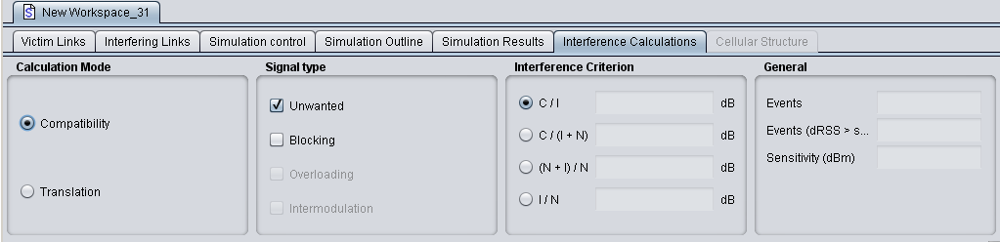 New Workspace_31
Victim Links Interfering Links Simulation control Simulation Outline Simulation Results Interference Calculations Cellular Structure
Calculation Mode
Compatibility
Translation
Signal type
Unwanted
Blocking
Overloading
Intermodulation
Interference Criterion
C / I dB
C / (I + N) dB
(N + I) / N dB
I / N dB
General
Events
Events (dRSS > s...
Sensitivity (dBm)